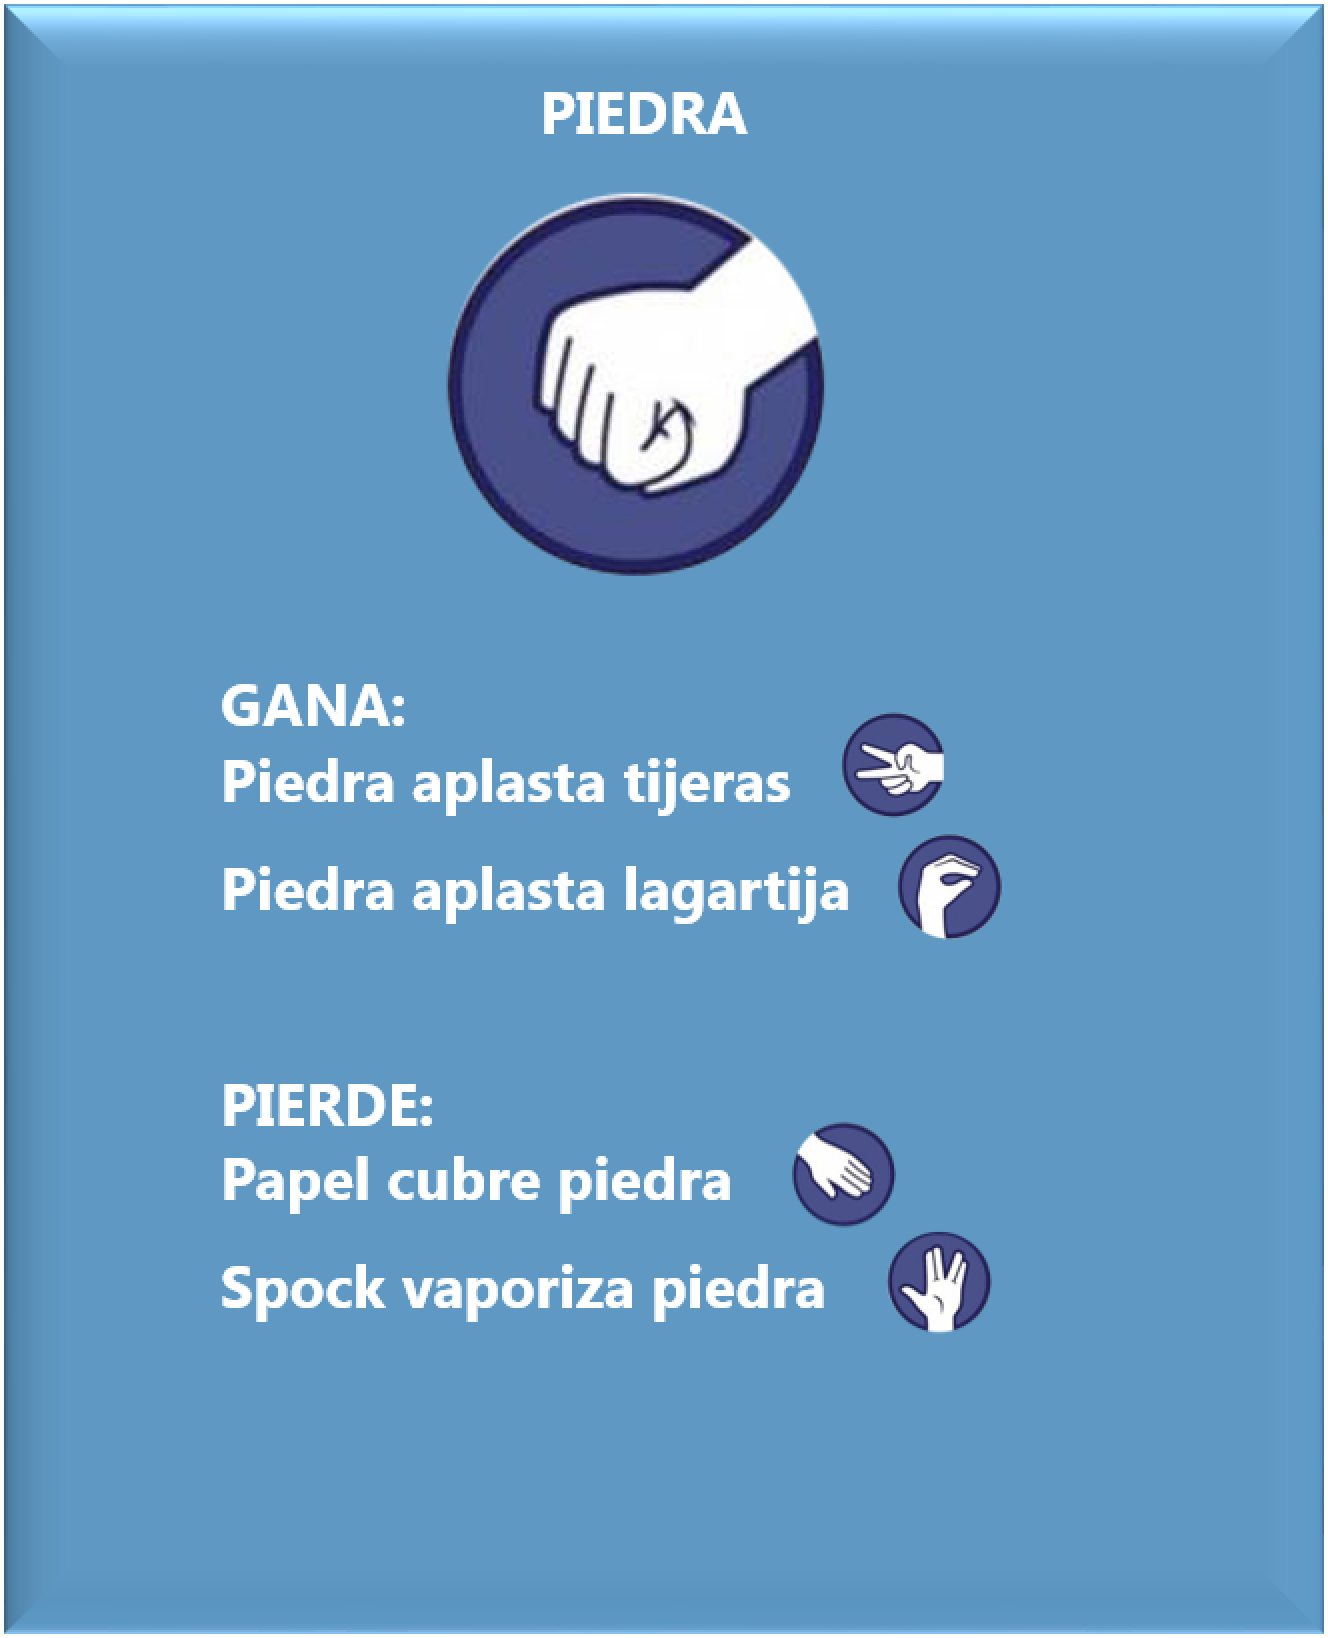 PIEDRA
GANA:
Piedra aplasta tijeras
Piedra aplasta lagartija
PIERDE:
Papel cubre piedra
Spock vaporiza piedra